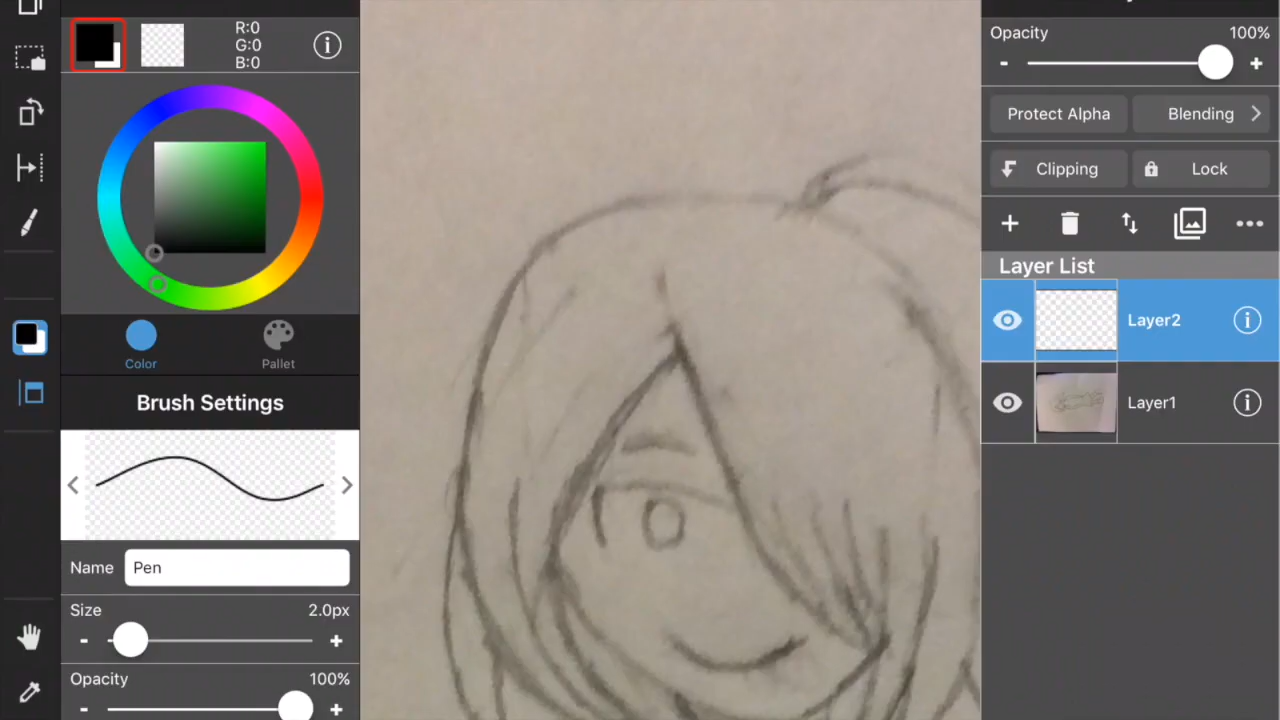 R:0
G:0
B:0
Color
Pallet
Brush Settings
Name Pen
Size 2.0px
- +
Opacity 100%
- +
Opacity 100%
- +
Protect Alpha Blending
Clipping Lock
Layer List
Layer2
Layer1